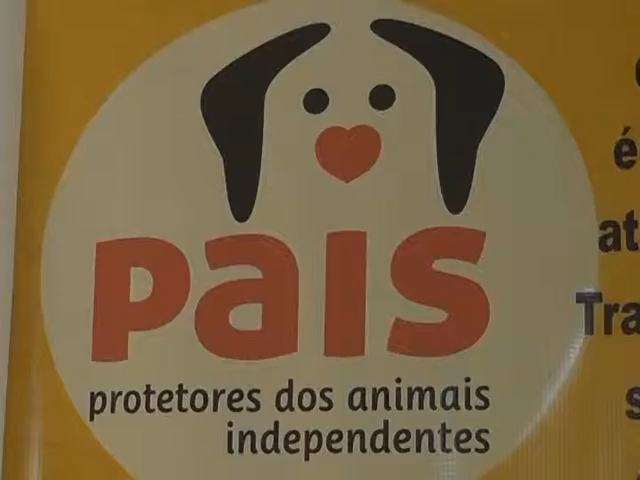 pais
protetores dos animais
independentes
é